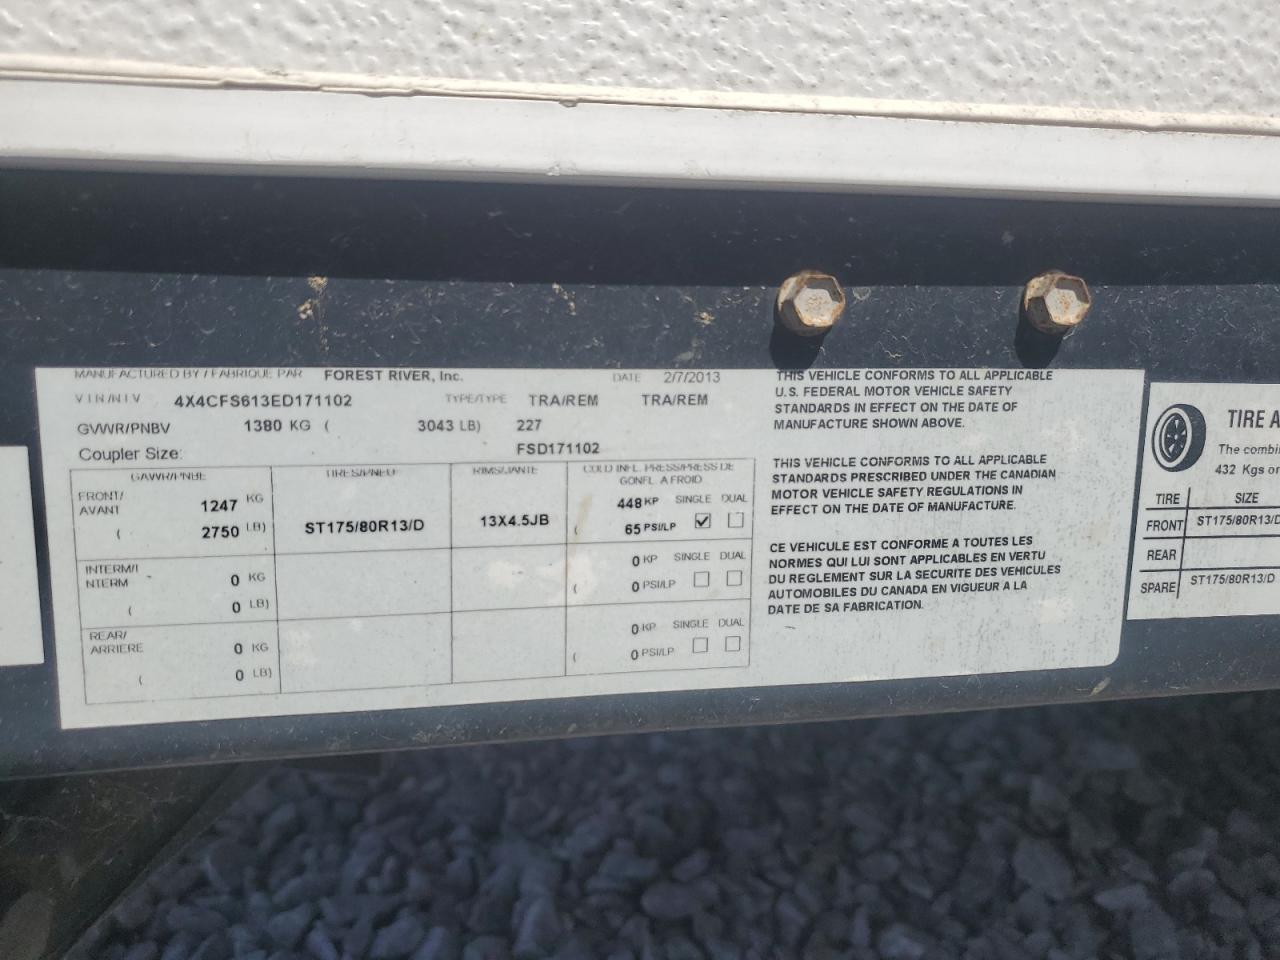 MANUFACTURED BY / FABRIQUE PAR FOREST RIVER, Inc. DATE 2/7/2013
VIN/NIV 4X4CFS613ED171102 TYPE/TYPE TRA/REM TRA/REM
GVWR/PNBV 1380 KG ( 3043 LB) 227
Coupler Size: FSD171102
GAWR/PNBE TIRES/PNEU RIMS/JANTE COLD INFL. PRESS/PRESS DE
GONFL. A FROID
FRONT/ 1247 KG 448 KP SINGLE DUAL
AVANT
( 2750 LB) ST175/80R13/D 13X4.5JB ( 65 PSI/LP
INTERM/I 0 KG 0 KP SINGLE DUAL
NTERM
( 0 LB) ( 0 PSI/LP
REAR/ 0 KG 0 KP SINGLE DUAL
ARRIERE
( 0 LB) ( 0 PSI/LP
THIS VEHICLE CONFORMS TO ALL APPLICABLE
U.S. FEDERAL MOTOR VEHICLE SAFETY
STANDARDS IN EFFECT ON THE DATE OF
MANUFACTURE SHOWN ABOVE.
THIS VEHICLE CONFORMS TO ALL APPLICABLE
STANDARDS PRESCRIBED UNDER THE CANADIAN
MOTOR VEHICLE SAFETY REGULATIONS IN
EFFECT ON THE DATE OF MANUFACTURE.
CE VEHICULE EST CONFORME A TOUTES LES
NORMES QUI LUI SONT APPLICABLES EN VERTU
DU REGLEMENT SUR LA SECURITE DES VEHICULES
AUTOMOBILES DU CANADA EN VIGUEUR A LA
DATE DE SA FABRICATION.
TIRE A
The combin
432 Kgs or
TIRE SIZE
FRONT ST175/80R13/D
REAR
SPARE ST175/80R13/D